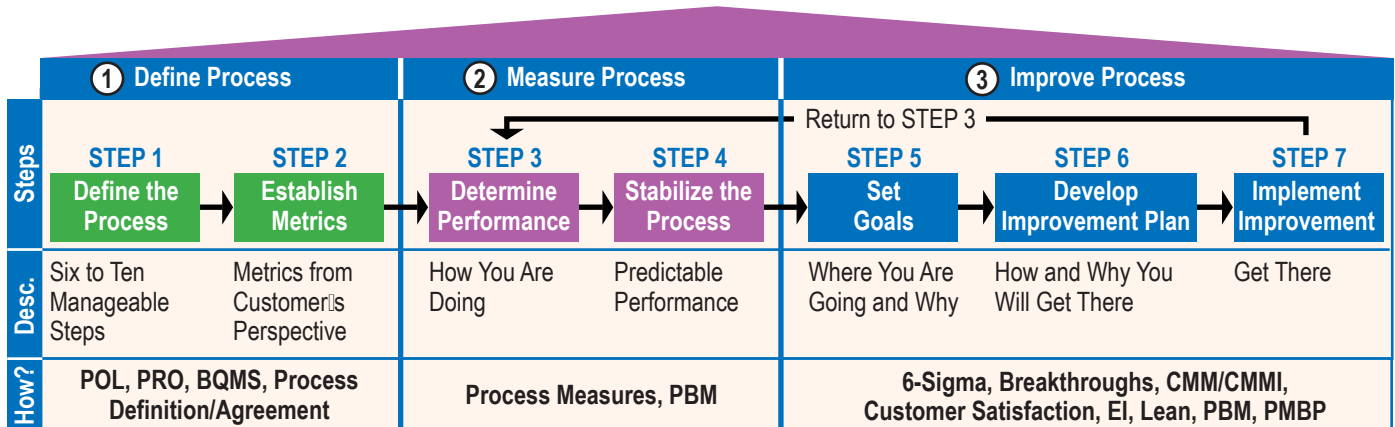 1 Define Process
2 Measure Process
3 Improve Process
Steps
Return to STEP 3
STEP 1
Define the
Process
STEP 2
Establish
Metrics
STEP 3
Determine
Performance
STEP 4
Stabilize the
Process
STEP 5
Set
Goals
STEP 6
Develop
Improvement Plan
STEP 7
Implement
Improvement
Desc.
Six to Ten
Manageable
Steps
Metrics from
Customer▯s
Perspective
How You Are
Doing
Predictable
Performance
Where You Are
Going and Why
How and Why You
Will Get There
Get There
How?
POL, PRO, BQMS, Process
Definition/Agreement
Process Measures, PBM
6-Sigma, Breakthroughs, CMM/CMMI,
Customer Satisfaction, EI, Lean, PBM, PMBP